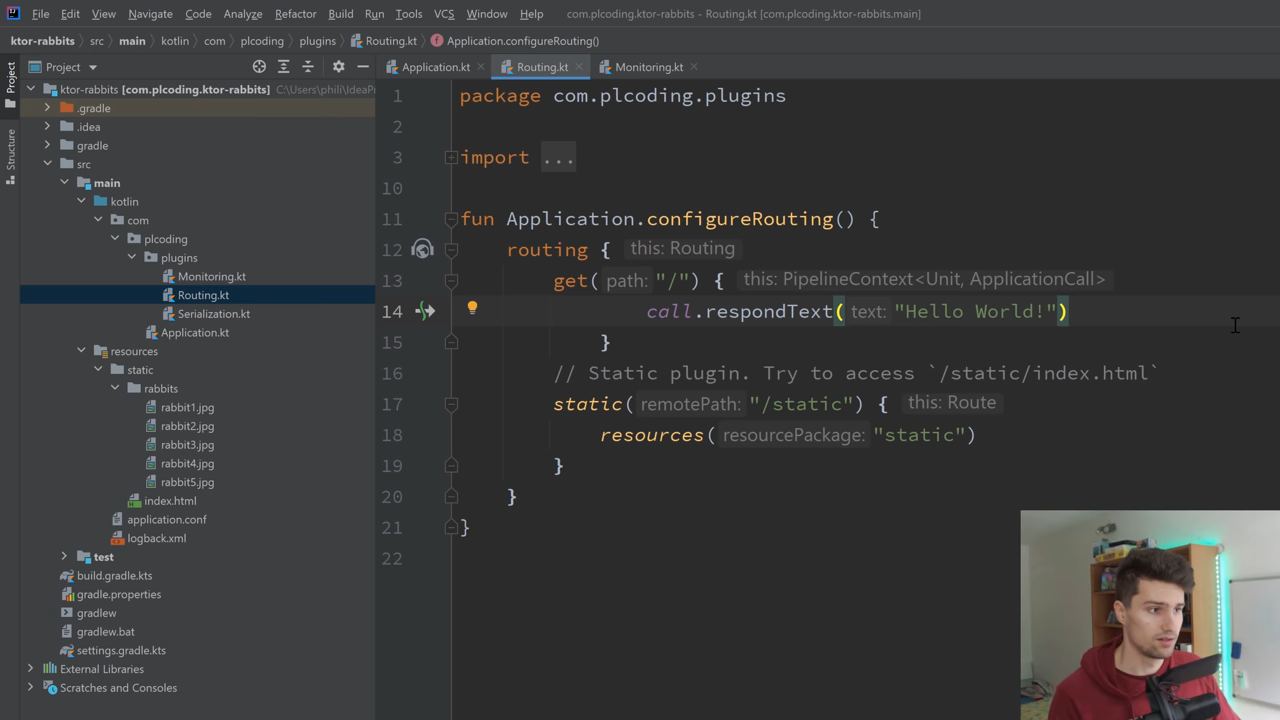 File Edit View Navigate Code Analyze Refactor Build Run Tools VCS Window Help com.plcoding.ktor-rabbits - Routing.kt [com.plcoding.ktor-rabbits.main]
ktor-rabbits src main kotlin com plcoding plugins Routing.kt Application.configureRouting()
Project
Structure
Project
Application.kt Routing.kt Monitoring.kt
ktor-rabbits [com.plcoding.ktor-rabbits] C:\Users\phili\IdeaP
.gradle
.idea
gradle
src
main
kotlin
com
plcoding
plugins
Monitoring.kt
Routing.kt
Serialization.kt
Application.kt
resources
static
rabbits
rabbit1.jpg
rabbit2.jpg
rabbit3.jpg
rabbit4.jpg
rabbit5.jpg
index.html
application.conf
logback.xml
test
build.gradle.kts
gradle.properties
gradlew
gradlew.bat
settings.gradle.kts
External Libraries
Scratches and Consoles
1 package com.plcoding.plugins
2
3 import ...
10
11 fun Application.configureRouting() {
12 routing { this: Routing
13 get( path: "/") { this: PipelineContext<Unit, ApplicationCall>
14 call.respondText( text: "Hello World!")
15 }
16 // Static plugin. Try to access `/static/index.html`
17 static( remotePath: "/static") { this: Route
18 resources( resourcePackage: "static")
19 }
20 }
21 }
22